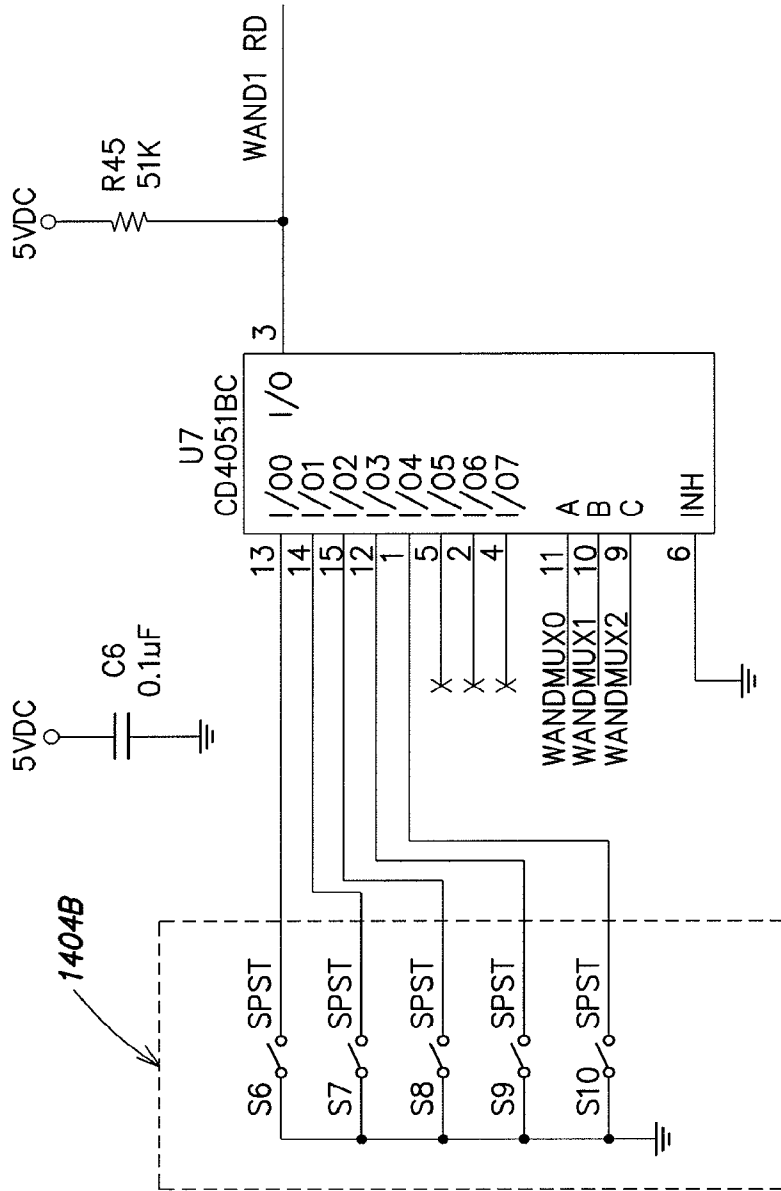 1404B
5VDC
C6
0.1uF
5VDC
R45
51K
WAND1 RD
U7
CD4051BC
S6 SPST
S7 SPST
S8 SPST
S9 SPST
S10 SPST
13 I/O0 I/O 3
14 I/O1
15 I/O2
12 I/O3
1 I/O4
5 I/O5
2 I/O6
4 I/O7
WANDMUX0 11 A
WANDMUX1 10 B
WANDMUX2 9 C
6 INH